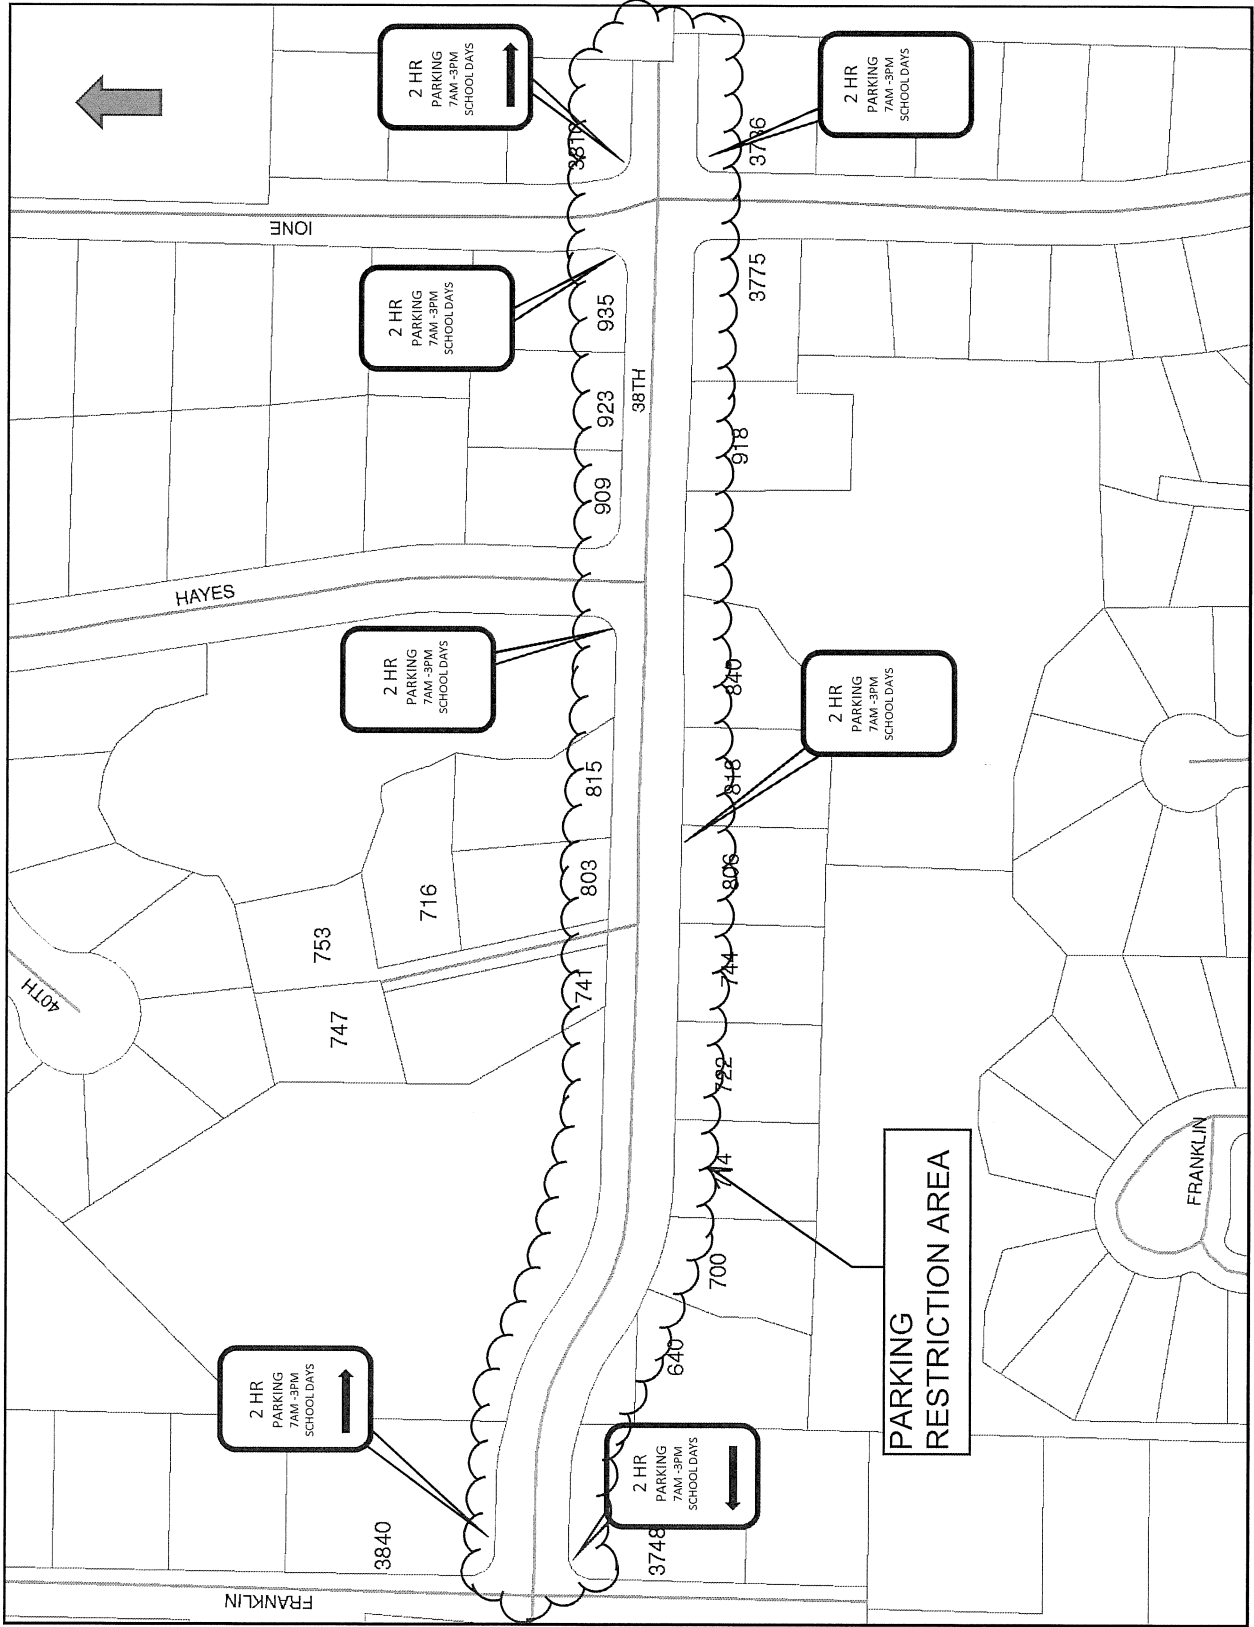 2 HR
PARKING
7AM -3PM
SCHOOL DAYS
2 HR
PARKING
7AM -3PM
SCHOOL DAYS
3786
IONE
2 HR
PARKING
7AM -3PM
SCHOOL DAYS
935
3775
923
38TH
918
909
HAYES
2 HR
PARKING
7AM -3PM
SCHOOL DAYS
840
2 HR
PARKING
7AM -3PM
SCHOOL DAYS
815
818
803
806
716
753
741
744
40TH
747
722
714
FRANKLIN
PARKING
RESTRICTION AREA
700
640
2 HR
PARKING
7AM -3PM
SCHOOL DAYS
2 HR
PARKING
7AM -3PM
SCHOOL DAYS
3840
3748
FRANKLIN